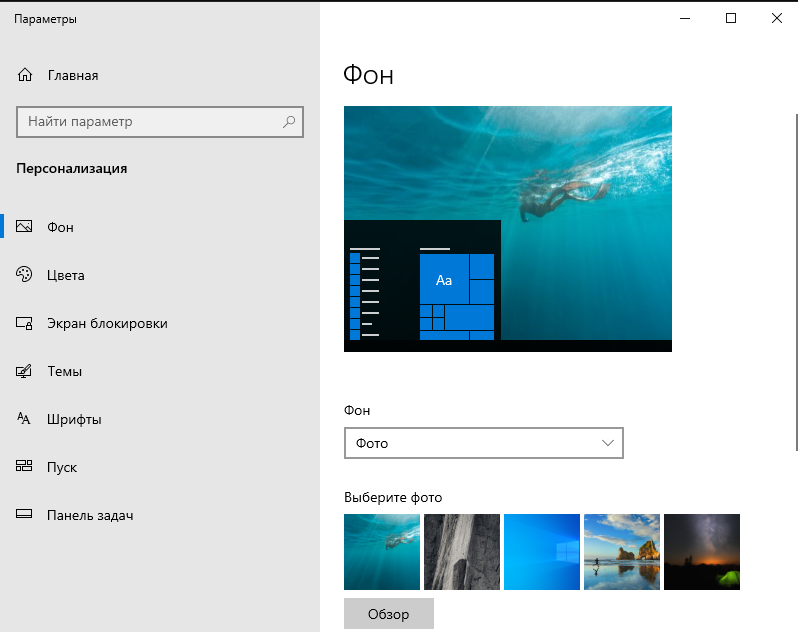 Параметры
Главная
Найти параметр
Персонализация
Фон
Цвета
Экран блокировки
Темы
Шрифты
Пуск
Панель задач
Фон
Aa
Фон
Фото
Выберите фото
Обзор